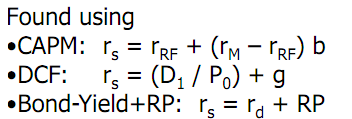 Found using
•CAPM: rs = rRF + (rM – rRF) b
•DCF: rs = (D1 / P0) + g
•Bond-Yield+RP: rs = rd + RP